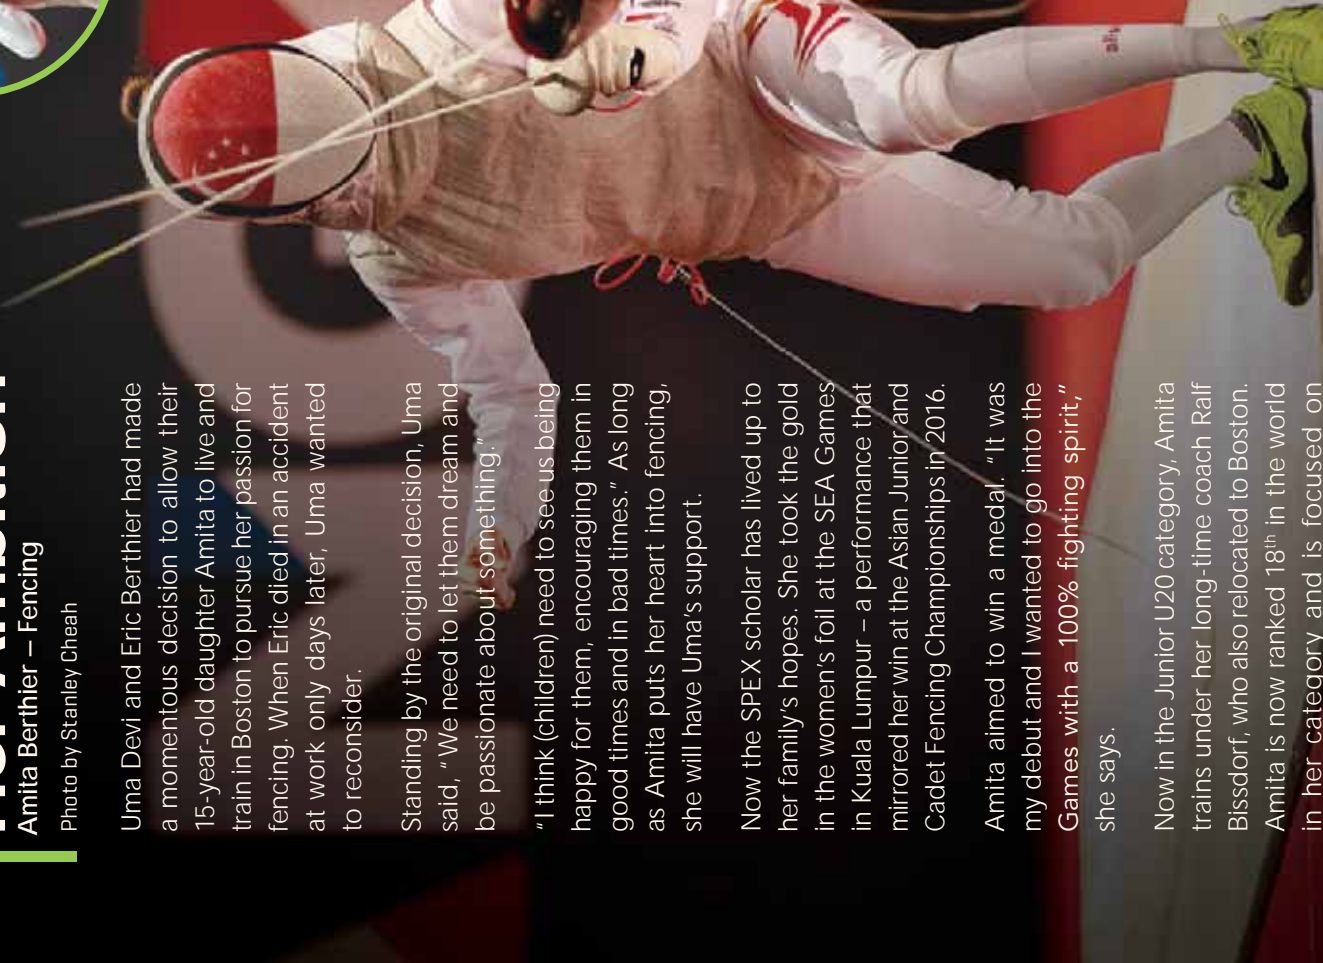 Amita Berthier – Fencing
Photo by Stanley Cheah
Uma Devi and Eric Berthier had made
a momentous decision to allow their
15-year-old daughter Amita to live and
train in Boston to pursue her passion for
fencing. When Eric died in an accident
at work only days later, Uma wanted
to reconsider.
Standing by the original decision, Uma
said, “We need to let them dream and
be passionate about something.”
“I think (children) need to see us being
happy for them, encouraging them in
good times and in bad times.” As long
as Amita puts her heart into fencing,
she will have Uma’s support.
Now the SPEX scholar has lived up to
her family’s hopes. She took the gold
in the women’s foil at the SEA Games
in Kuala Lumpur – a performance that
mirrored her win at the Asian Junior and
Cadet Fencing Championships in 2016.
Amita aimed to win a medal. “It was
my debut and I wanted to go into the
Games with a 100% fighting spirit,”
she says.
Now in the Junior U20 category, Amita
trains under her long-time coach Ralf
Bissdorf, who also relocated to Boston.
Amita is now ranked 18th in the world
in her category and is focused on